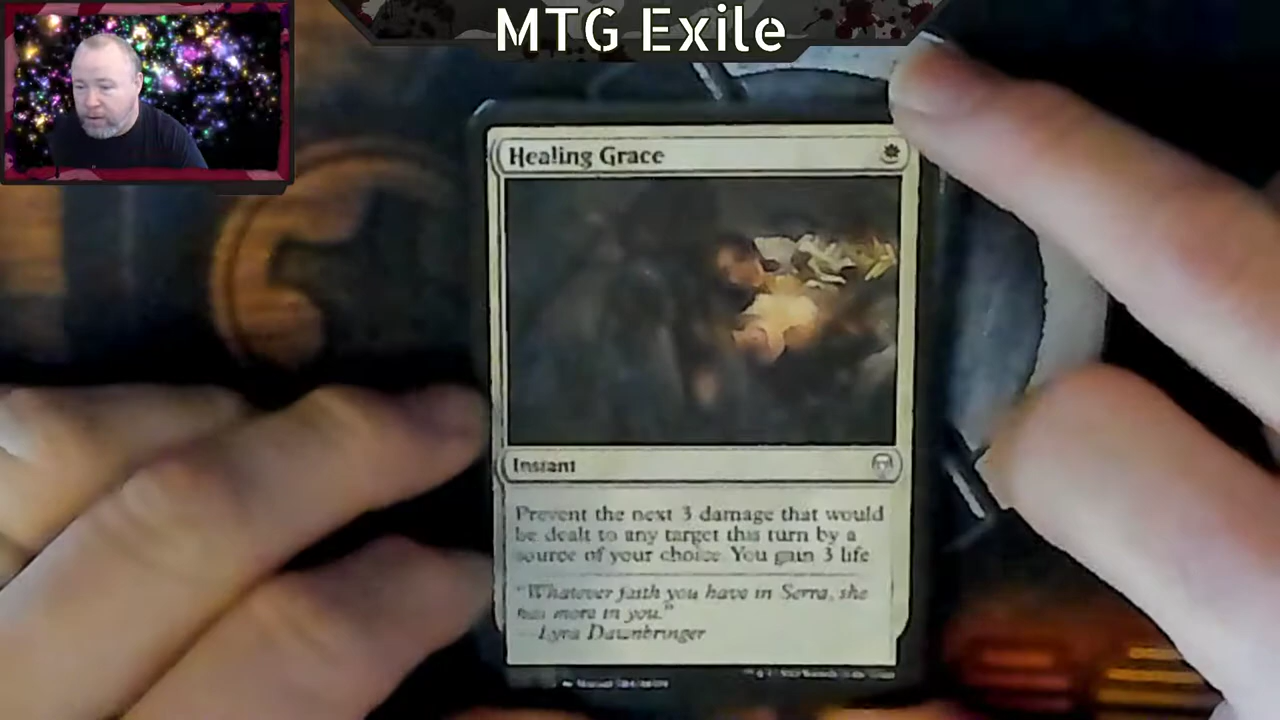 MTG Exile
Healing Grace
Instant
Prevent the next 3 damage that would
be dealt to any target this turn by a
source of your choice. You gain 3 life
"Whatever faith you have in Serra, she
has more in you."
—Lyra Dawnbringer